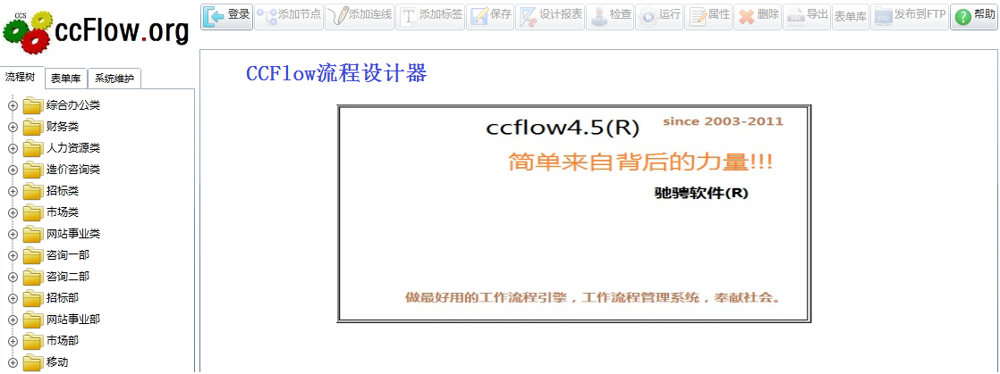 CCS
ccFlow.org
登录 添加节点 添加连线 添加标签 保存 设计报表 检查 运行 属性 删除 导出 表单库 发布到FTP 帮助
流程树 表单库 系统维护
综合办公类
财务类
人力资源类
造价咨询类
招标类
市场类
网站事业类
咨询一部
咨询二部
招标部
网站事业部
市场部
移动
CCFlow流程设计器
ccflow4.5(R) since 2003-2011
简单来自背后的力量!!!
驰骋软件(R)
做最好用的工作流程引擎，工作流程管理系统，奉献社会。